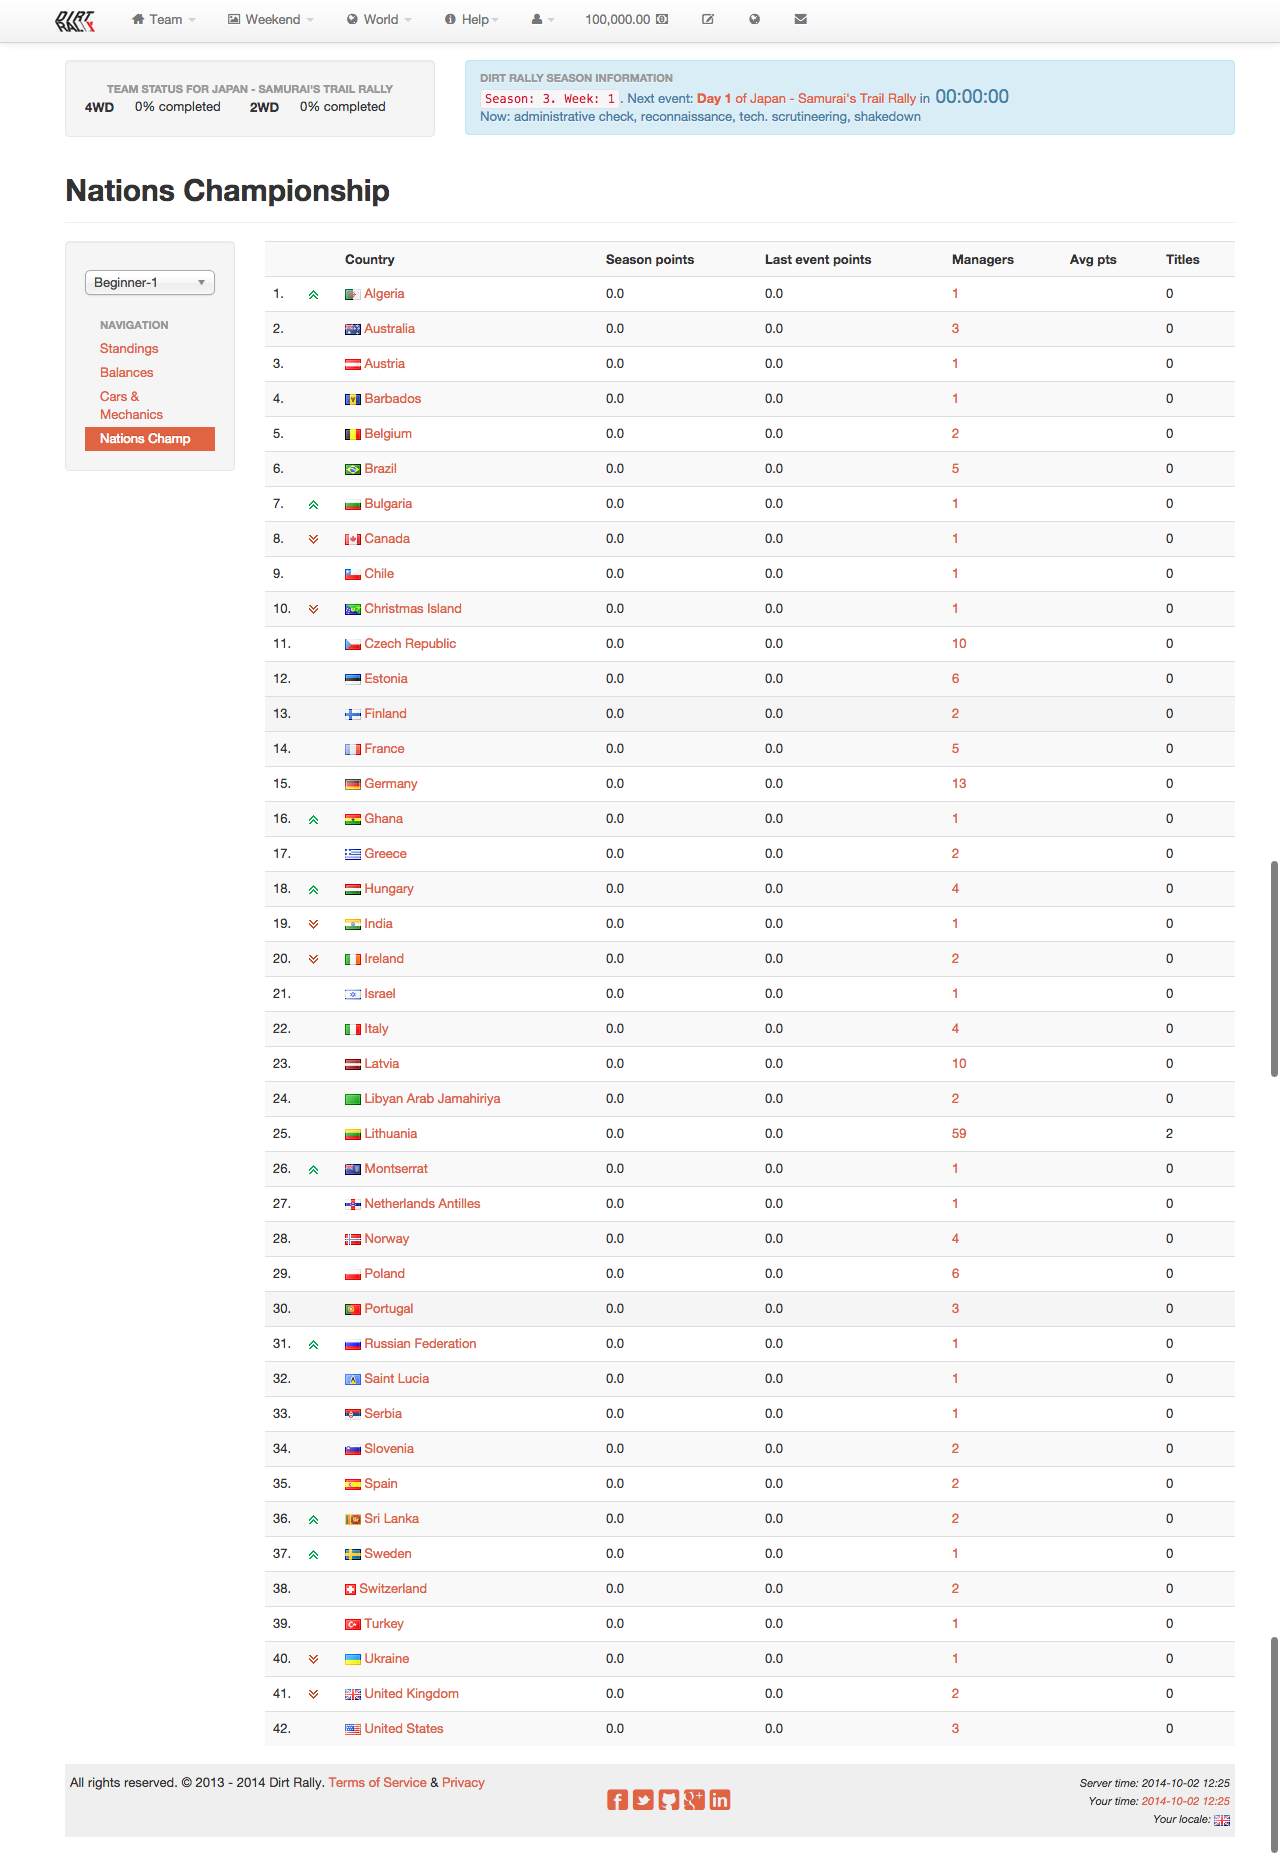 DIRT RALLY
Team
Weekend
World
Help
100,000.00
TEAM STATUS FOR JAPAN - SAMURAI'S TRAIL RALLY
4WD 0% completed 2WD 0% completed
DIRT RALLY SEASON INFORMATION
Season: 3. Week: 1. Next event: Day 1 of Japan - Samurai's Trail Rally in 00:00:00
Now: administrative check, reconnaissance, tech. scrutineering, shakedown
Nations Championship
Beginner-1
NAVIGATION
Standings
Balances
Cars &
Mechanics
Nations Champ
Country Season points Last event points Managers Avg pts Titles
1. Algeria 0.0 0.0 1 0
2. Australia 0.0 0.0 3 0
3. Austria 0.0 0.0 1 0
4. Barbados 0.0 0.0 1 0
5. Belgium 0.0 0.0 2 0
6. Brazil 0.0 0.0 5 0
7. Bulgaria 0.0 0.0 1 0
8. Canada 0.0 0.0 1 0
9. Chile 0.0 0.0 1 0
10. Christmas Island 0.0 0.0 1 0
11. Czech Republic 0.0 0.0 10 0
12. Estonia 0.0 0.0 6 0
13. Finland 0.0 0.0 2 0
14. France 0.0 0.0 5 0
15. Germany 0.0 0.0 13 0
16. Ghana 0.0 0.0 1 0
17. Greece 0.0 0.0 2 0
18. Hungary 0.0 0.0 4 0
19. India 0.0 0.0 1 0
20. Ireland 0.0 0.0 2 0
21. Israel 0.0 0.0 1 0
22. Italy 0.0 0.0 4 0
23. Latvia 0.0 0.0 10 0
24. Libyan Arab Jamahiriya 0.0 0.0 2 0
25. Lithuania 0.0 0.0 59 2
26. Montserrat 0.0 0.0 1 0
27. Netherlands Antilles 0.0 0.0 1 0
28. Norway 0.0 0.0 4 0
29. Poland 0.0 0.0 6 0
30. Portugal 0.0 0.0 3 0
31. Russian Federation 0.0 0.0 1 0
32. Saint Lucia 0.0 0.0 1 0
33. Serbia 0.0 0.0 1 0
34. Slovenia 0.0 0.0 2 0
35. Spain 0.0 0.0 2 0
36. Sri Lanka 0.0 0.0 2 0
37. Sweden 0.0 0.0 1 0
38. Switzerland 0.0 0.0 2 0
39. Turkey 0.0 0.0 1 0
40. Ukraine 0.0 0.0 1 0
41. United Kingdom 0.0 0.0 2 0
42. United States 0.0 0.0 3 0
All rights reserved. © 2013 - 2014 Dirt Rally. Terms of Service & Privacy
Server time: 2014-10-02 12:25
Your time: 2014-10-02 12:25
Your locale: